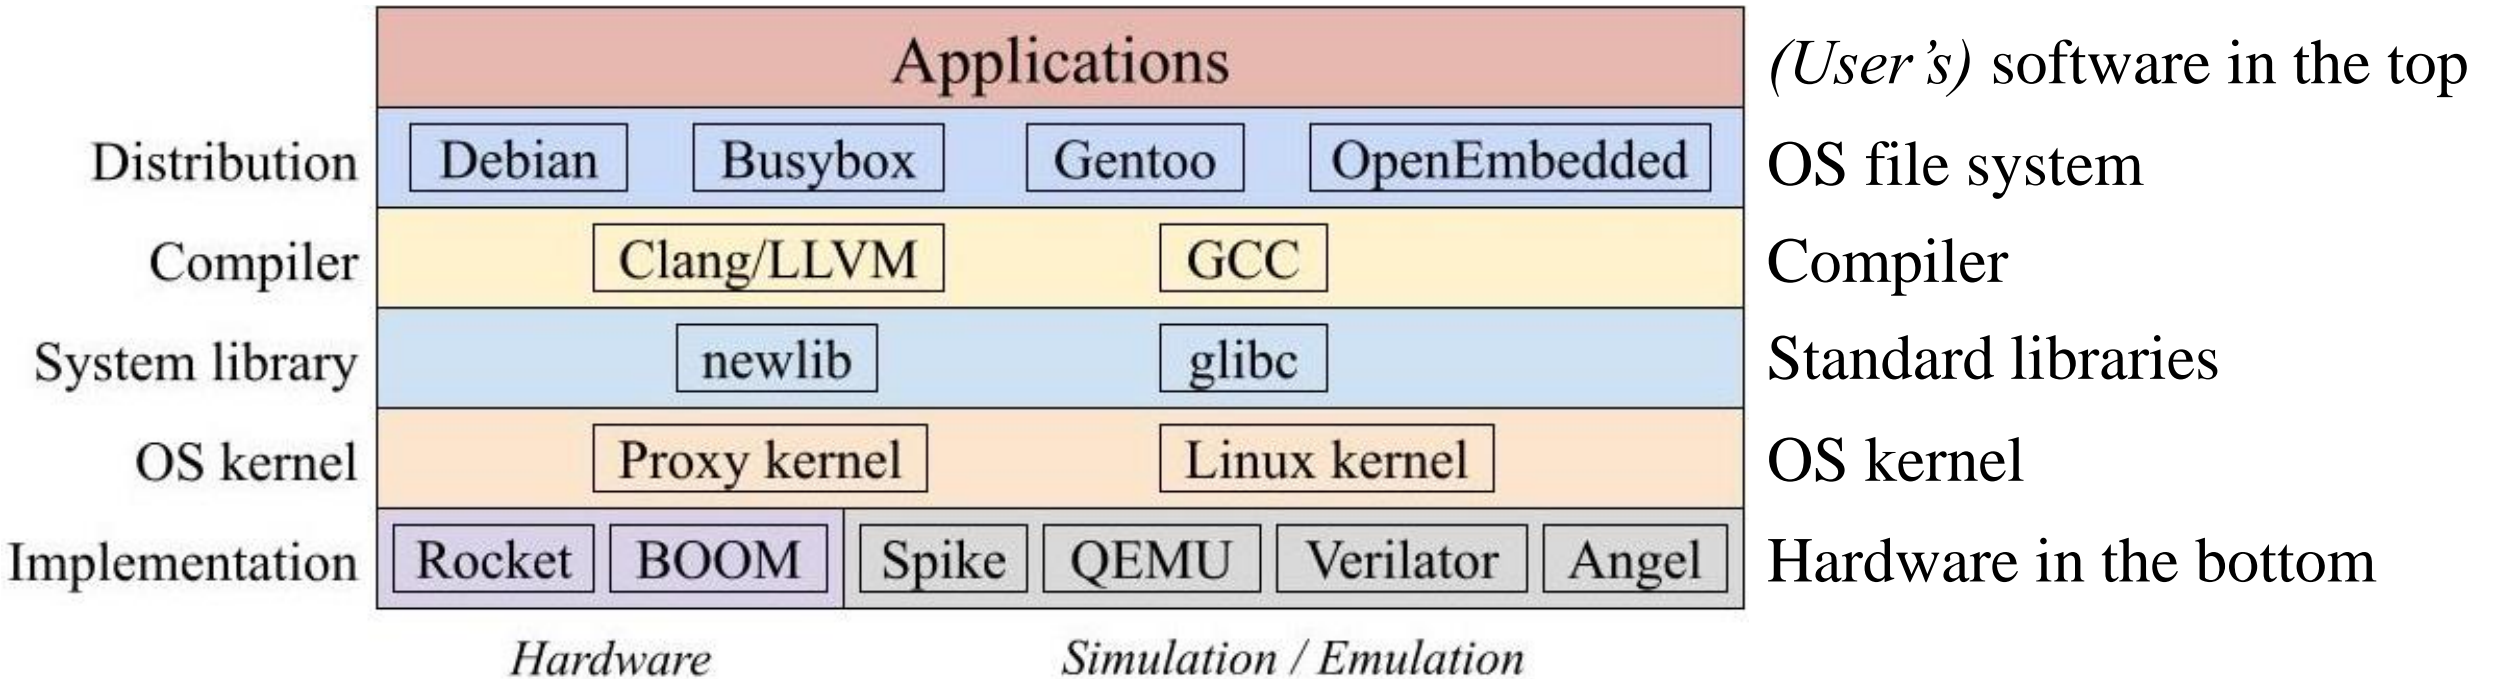 Applications (User's) software in the top
Distribution Debian Busybox Gentoo OpenEmbedded OS file system
Compiler Clang/LLVM GCC Compiler
System library newlib glibc Standard libraries
OS kernel Proxy kernel Linux kernel OS kernel
Implementation Rocket BOOM Spike QEMU Verilator Angel Hardware in the bottom
Hardware Simulation / Emulation